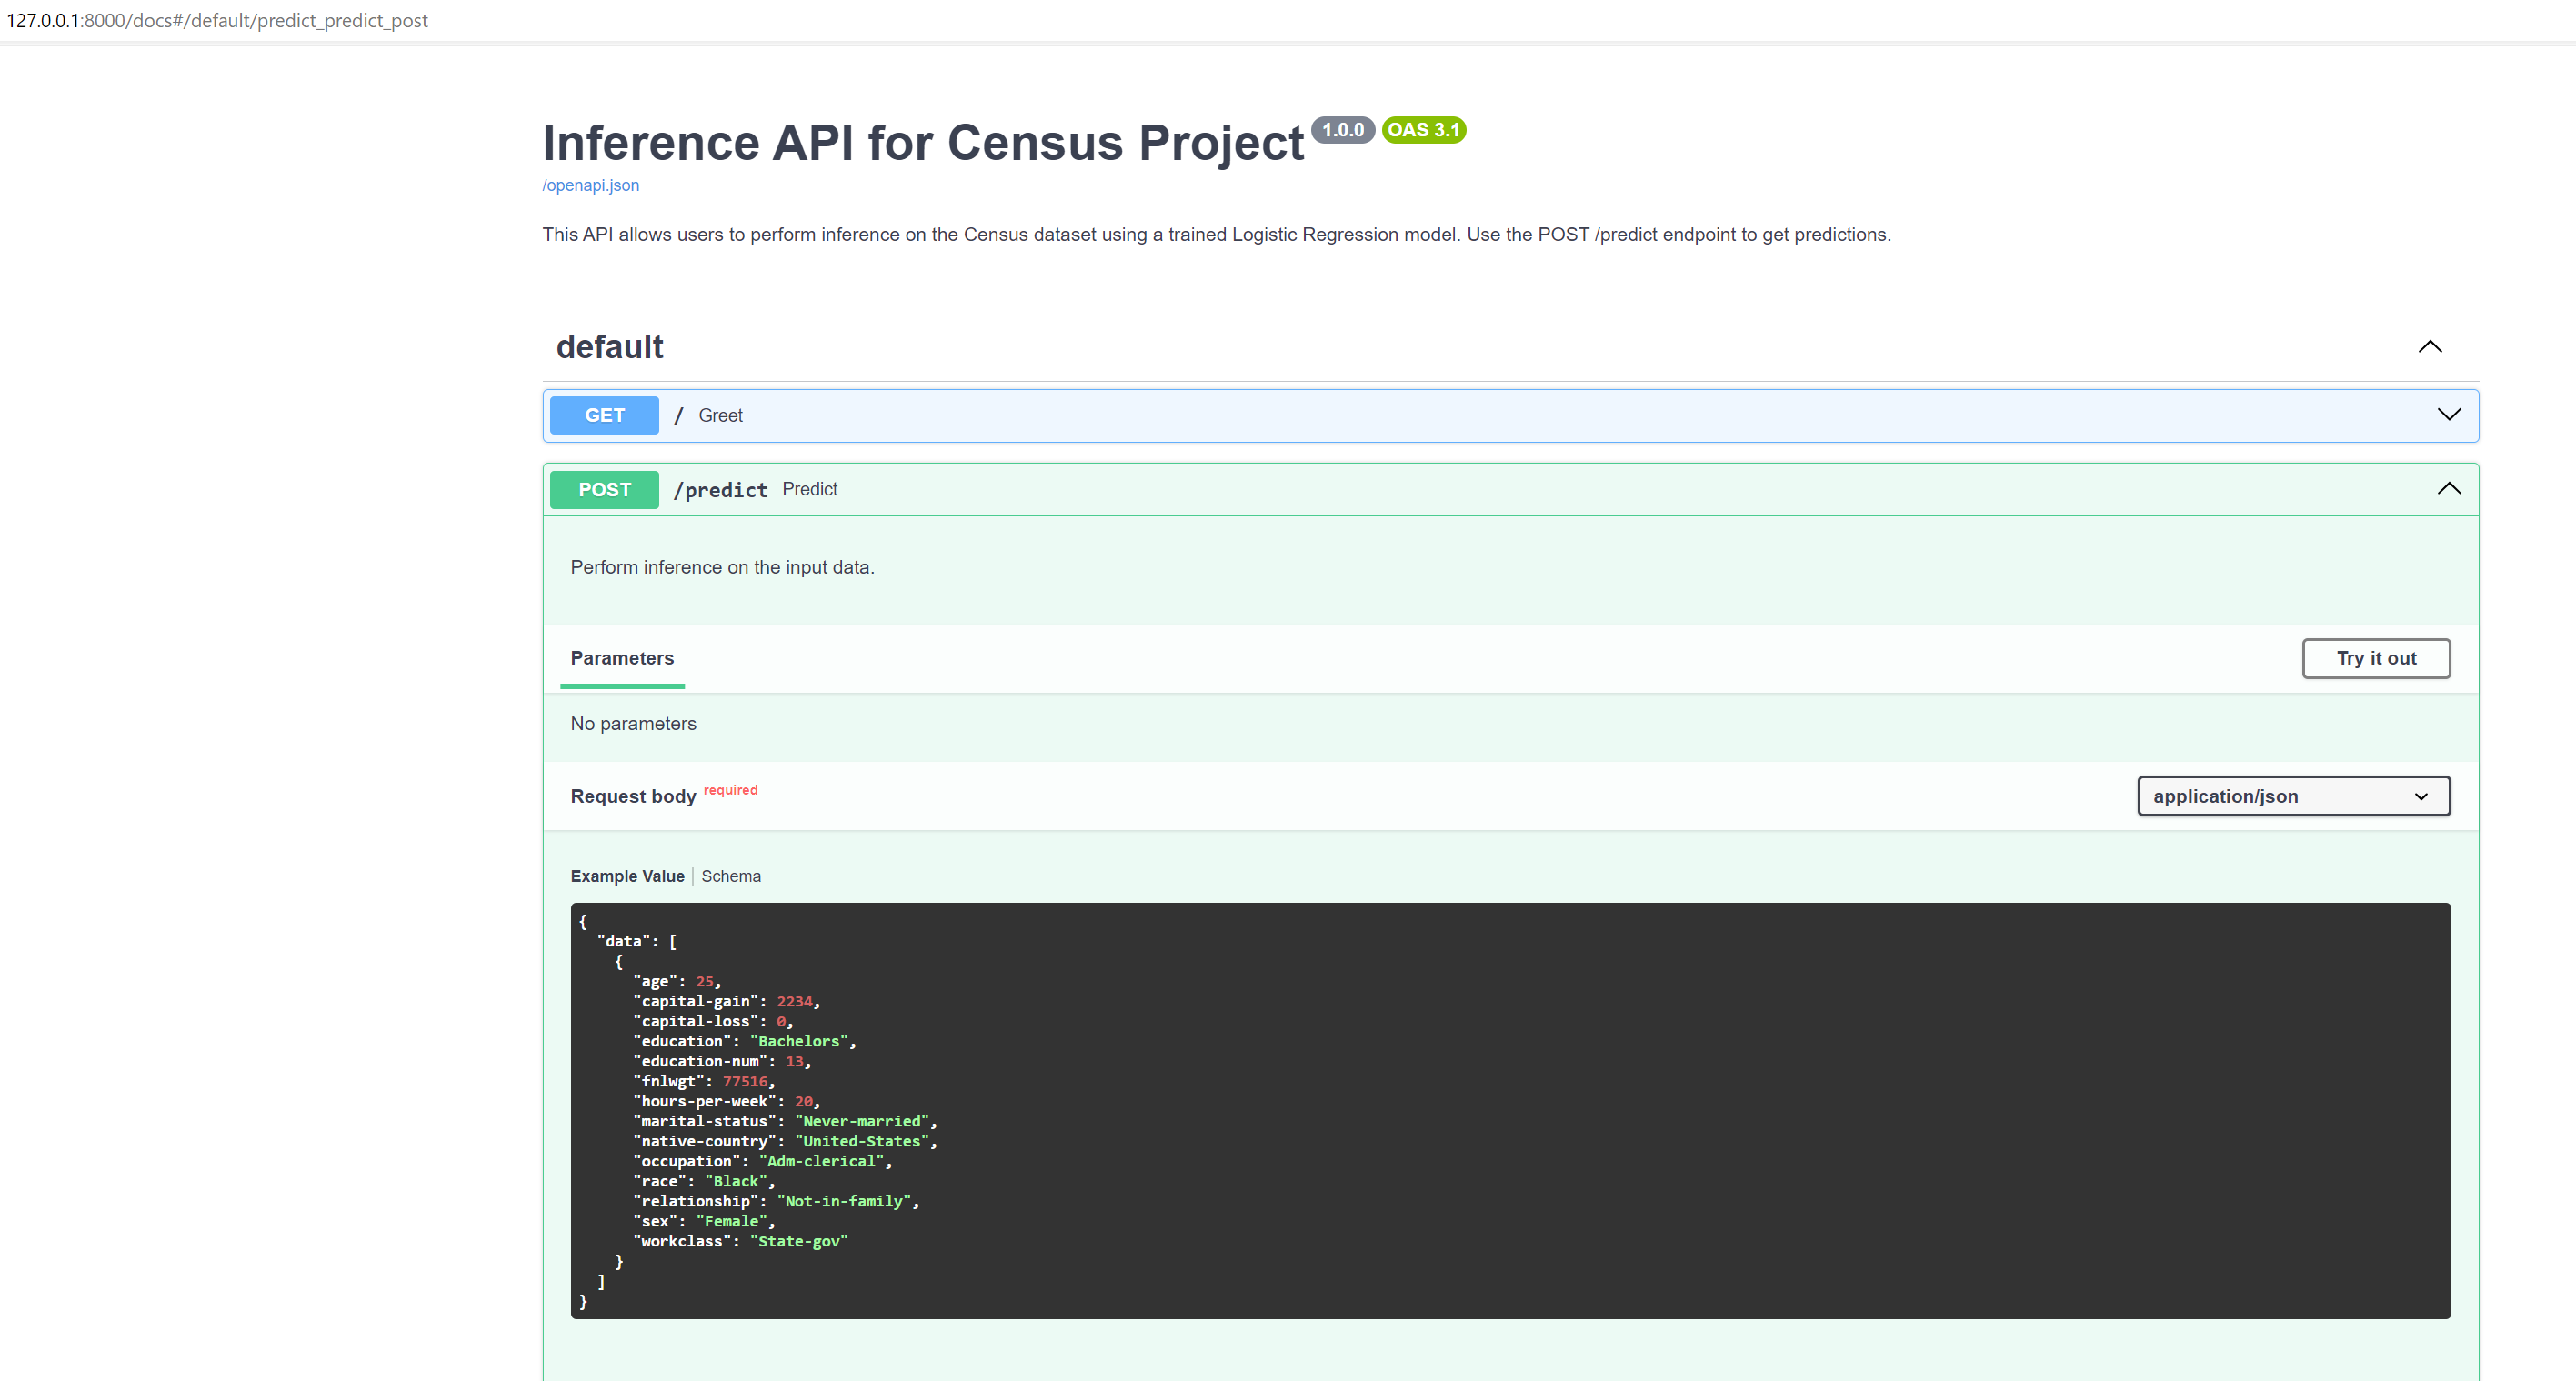 127.0.0.1:8000/docs#/default/predict_predict_post
Inference API for Census Project 1.0.0 OAS 3.1
/openapi.json
This API allows users to perform inference on the Census dataset using a trained Logistic Regression model. Use the POST /predict endpoint to get predictions.
default
GET / Greet
POST /predict Predict
Perform inference on the input data.
Parameters Try it out
No parameters
Request body required application/json
Example Value Schema
{
  "data": [
    {
      "age": 25,
      "capital-gain": 2234,
      "capital-loss": 0,
      "education": "Bachelors",
      "education-num": 13,
      "fnlwgt": 77516,
      "hours-per-week": 20,
      "marital-status": "Never-married",
      "native-country": "United-States",
      "occupation": "Adm-clerical",
      "race": "Black",
      "relationship": "Not-in-family",
      "sex": "Female",
      "workclass": "State-gov"
    }
  ]
}